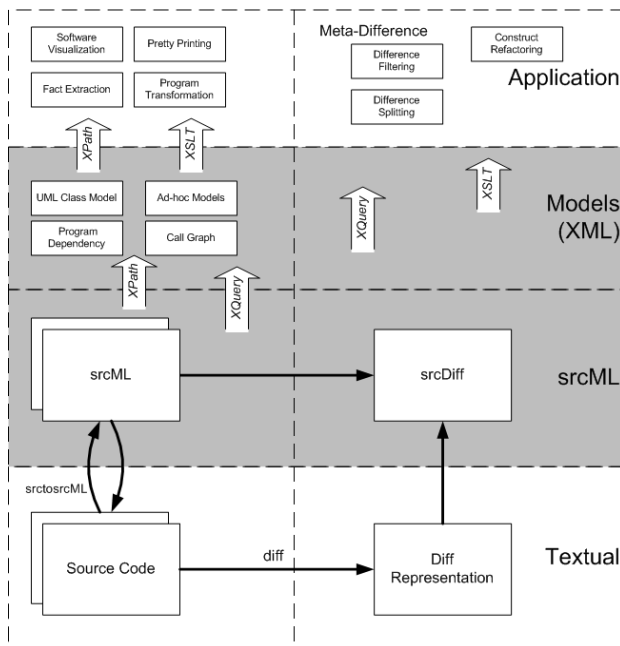 Software
Visualization
Pretty Printing
Fact Extraction
Program
Transformation
Meta-Difference
Difference
Filtering
Difference
Splitting
Construct
Refactoring
Application
XPath
XSLT
UML Class Model
Ad-hoc Models
Program
Dependency
Call Graph
XQuery
XSLT
Models
(XML)
XPath
XQuery
srcML
srcDiff
srcML
srctosrcML
Source Code
diff
Diff
Representation
Textual